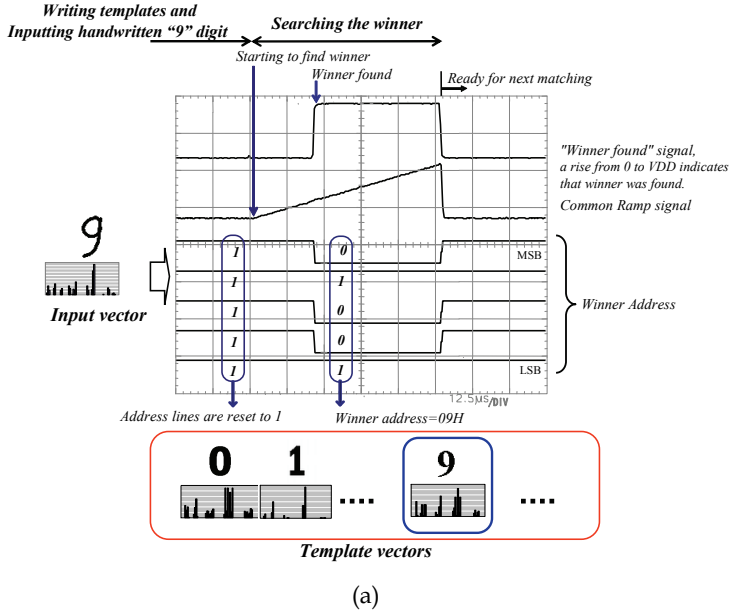 Writing templates and
Inputting handwritten “9” digit
Searching the winner
Starting to find winner
Winner found
Ready for next matching
"Winner found" signal,
a rise from 0 to VDD indicates
that winner was found.
Common Ramp signal
9
Input vector
1 0 MSB
1 1
1 0
1 0
1 1 LSB
Winner Address
12.5µs/DIV
Address lines are reset to 1
Winner address=09H
0 1 .... 9 ....
Template vectors
(a)